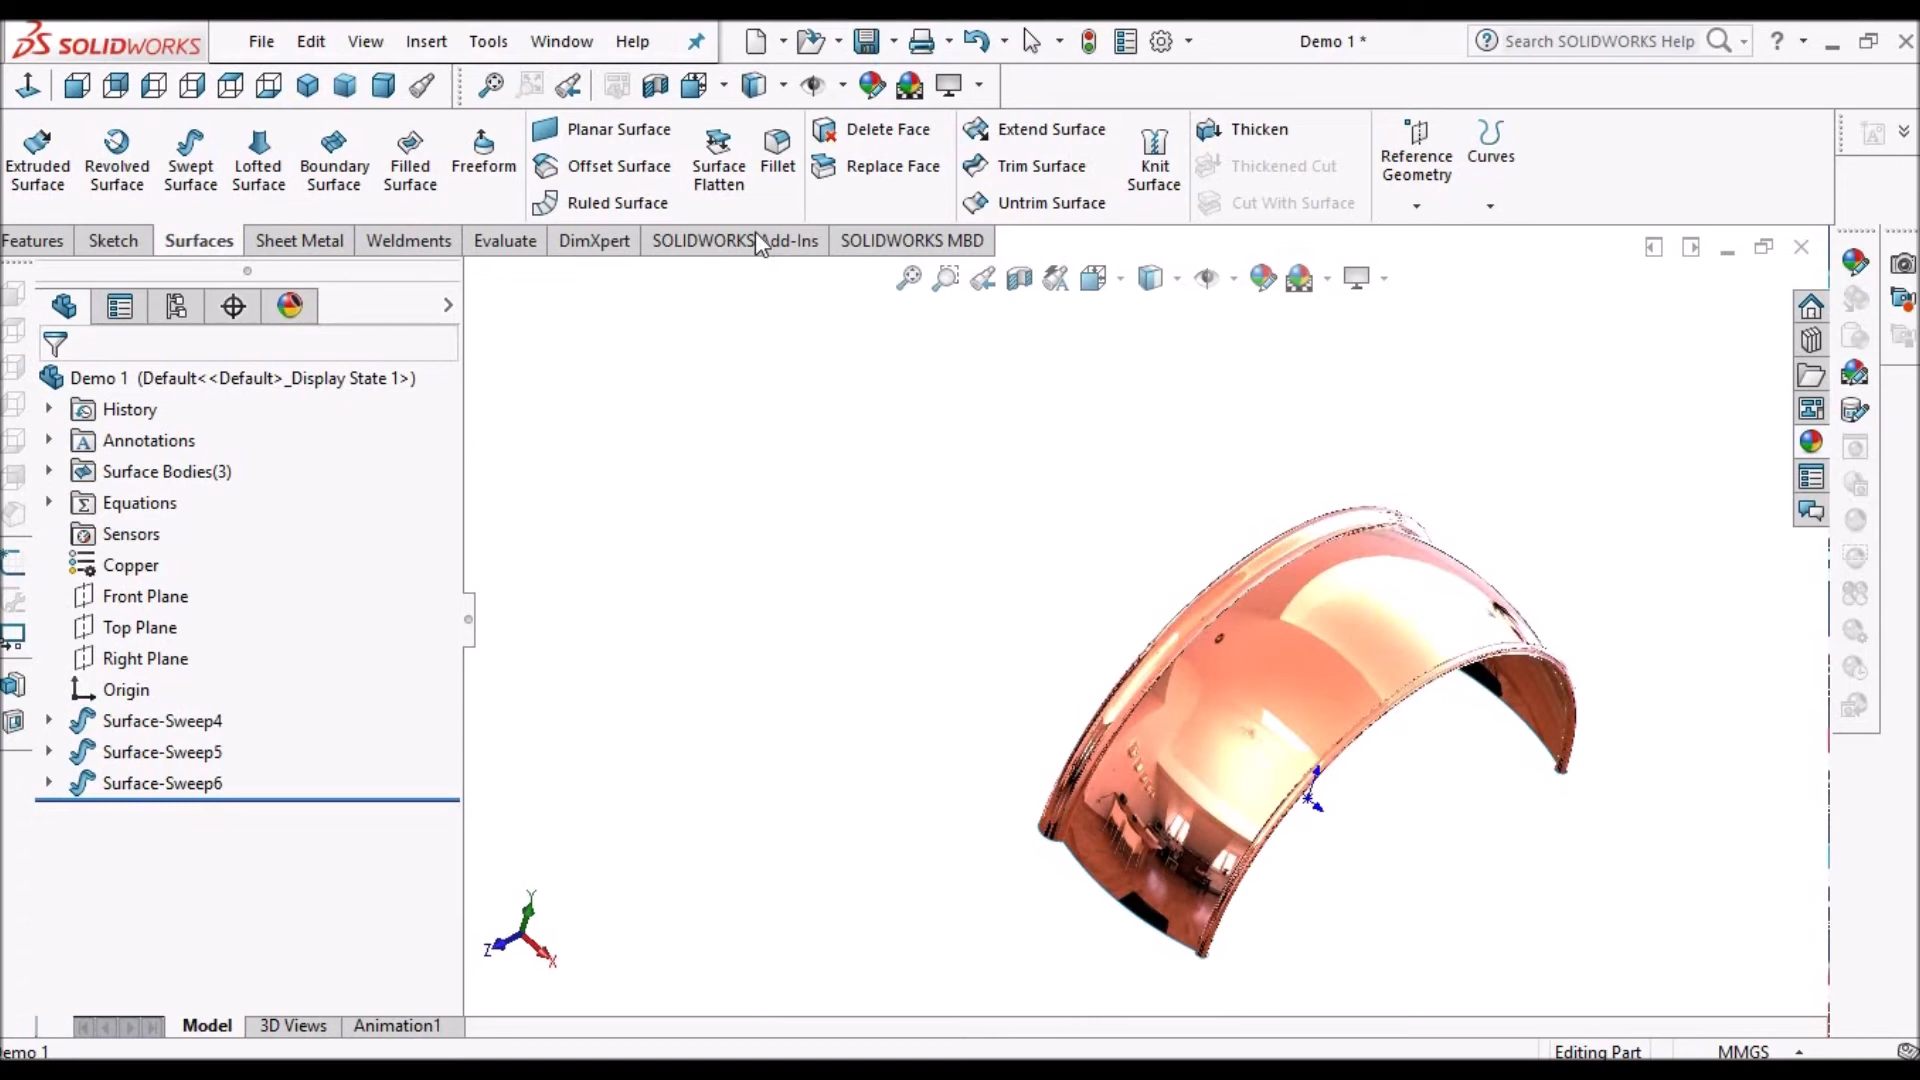 SOLIDWORKS File Edit View Insert Tools Window Help Demo 1 * Search SOLIDWORKS Help ?
Extruded Surface
Revolved Surface
Swept Surface
Lofted Surface
Boundary Surface
Filled Surface
Freeform
Planar Surface
Offset Surface
Ruled Surface
Surface Flatten
Fillet
Delete Face
Replace Face
Extend Surface
Trim Surface
Untrim Surface
Knit Surface
Thicken
Thickened Cut
Cut With Surface
Reference Geometry
Curves
Features Sketch Surfaces Sheet Metal Weldments Evaluate DimXpert SOLIDWORKS Add-Ins SOLIDWORKS MBD
Demo 1 (Default<<Default>_Display State 1>)
History
Annotations
Surface Bodies(3)
Equations
Sensors
Copper
Front Plane
Top Plane
Right Plane
Origin
Surface-Sweep4
Surface-Sweep5
Surface-Sweep6
Y
Z
X
Model 3D Views Animation1
emo 1 Editing Part MMGS